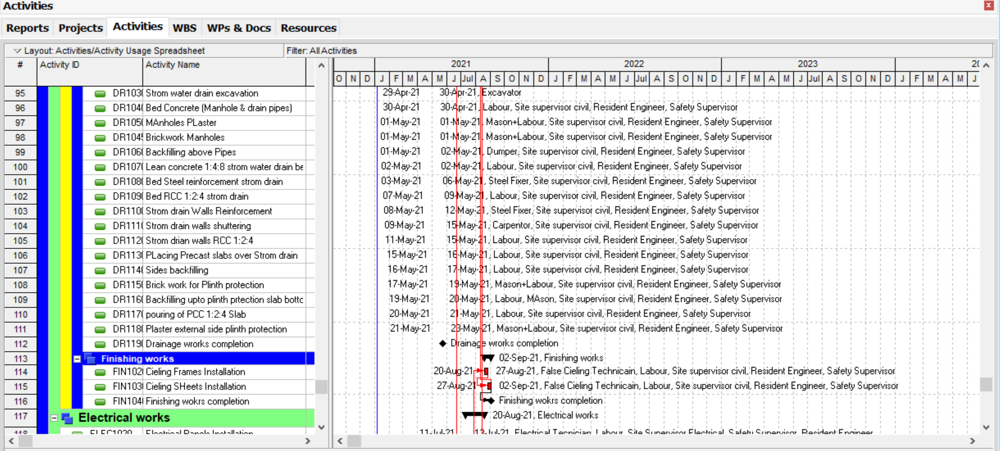 Activities
Reports Projects Activities WBS WPs & Docs Resources
Layout: Activities/Activity Usage Spreadsheet Filter: All Activities
# Activity ID Activity Name 2021 2022 2023 20
O N D J F M A M J Jul A S O N D J F M A M J Jul A S O N D J F M A M J Jul A S O N D J F M A M J
95 DR103 Strom water drain excavation 29-Apr-21 30-Apr-21, Excavator
96 DR104 Bed Concrete (Manhole & drain pipes) 30-Apr-21 30-Apr-21, Labour, Site supervisor civil, Resident Engineer, Safety Supervisor
97 DR105 MAnholes PLaster 01-May-21 01-May-21, Mason+Labour, Site supervisor civil, Resident Engineer, Safety Supervisor
98 DR104 Brickwork Manholes 01-May-21 01-May-21, Mason+Labour, Site supervisor civil, Resident Engineer, Safety Supervisor
99 DR106 Backfilling above Pipes 01-May-21 02-May-21, Dumper, Site supervisor civil, Resident Engineer, Safety Supervisor
100 DR107 Lean concrete 1:4:8 strom water drain be 02-May-21 02-May-21, Labour, Site supervisor civil, Resident Engineer, Safety Supervisor
101 DR108 Bed Steel reinforcement strom drain 03-May-21 06-May-21, Steel Fixer, Site supervisor civil, Resident Engineer, Safety Supervisor
102 DR109 Bed RCC 1:2:4 strom drain 07-May-21 09-May-21, Labour, Site supervisor civil, Resident Engineer, Safety Supervisor
103 DR110 Strom drain Walls Reinforcement 08-May-21 12-May-21, Steel Fixer, Site supervisor civil, Resident Engineer, Safety Supervisor
104 DR111 Strom drain walls shuttering 09-May-21 15-May-21, Carpentor, Site supervisor civil, Resident Engineer, Safety Supervisor
105 DR112 Strom drian walls RCC 1:2:4 11-May-21 15-May-21, Labour, Site supervisor civil, Resident Engineer, Safety Supervisor
106 DR113 PLacing Precast slabs over Strom drain 15-May-21 16-May-21, Labour, Site supervisor civil, Resident Engineer, Safety Supervisor
107 DR114 Sides backfilling 16-May-21 17-May-21, Labour, Site supervisor civil, Resident Engineer, Safety Supervisor
108 DR115 Brick work for Plinth protection 17-May-21 19-May-21, Mason+Labour, Site supervisor civil, Resident Engineer, Safety Supervisor
109 DR116 Backfilling upto plinth prtection slab botto 19-May-21 20-May-21, Labour, MAson, Site supervisor civil, Resident Engineer, Safety Supervisor
110 DR117 pouring of PCC 1:2:4 Slab 20-May-21 21-May-21, Labour, Site supervisor civil, Resident Engineer, Safety Supervisor
111 DR118 Plaster external side plinth protection 21-May-21 23-May-21, Mason+Labour, Site supervisor civil, Resident Engineer, Safety Supervisor
112 DR119 Drainage works completion Drainage works completion
113 Finishing works 02-Sep-21, Finishing works
114 FIN102 Cieling Frames Installation 20-Aug-21 27-Aug-21, False Cieling Technicain, Labour, Site supervisor civil, Resident Engineer, Safety Supervisor
115 FIN103 Cieling SHeets Installation 27-Aug-21 02-Sep-21, False Cieling Technicain, Labour, Site supervisor civil, Resident Engineer, Safety Supervisor
116 FIN104 Finishing wokrs completion Finishing wokrs completion
117 Electrical works 20-Aug-21, Electrical works
118 ELEC1020 Electrical Panels Installation 11-Jul-21 13-Jul-21, Electrical Tecnician, Labour, Site Supervisor Electrical, Safety Supervisor, Resident Engineer